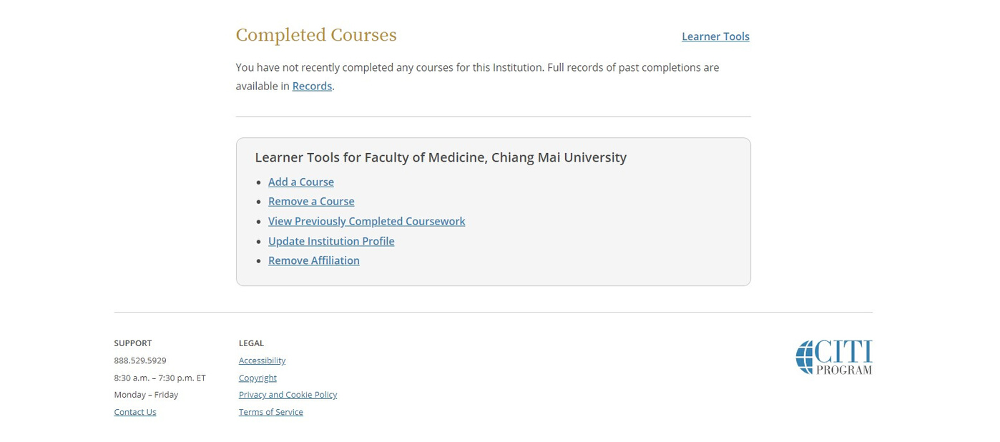 Completed Courses
Learner Tools
You have not recently completed any courses for this Institution. Full records of past completions are
available in Records.
Learner Tools for Faculty of Medicine, Chiang Mai University
Add a Course
Remove a Course
View Previously Completed Coursework
Update Institution Profile
Remove Affiliation
SUPPORT
888.529.5929
8:30 a.m. – 7:30 p.m. ET
Monday – Friday
Contact Us
LEGAL
Accessibility
Copyright
Privacy and Cookie Policy
Terms of Service
CITI
PROGRAM